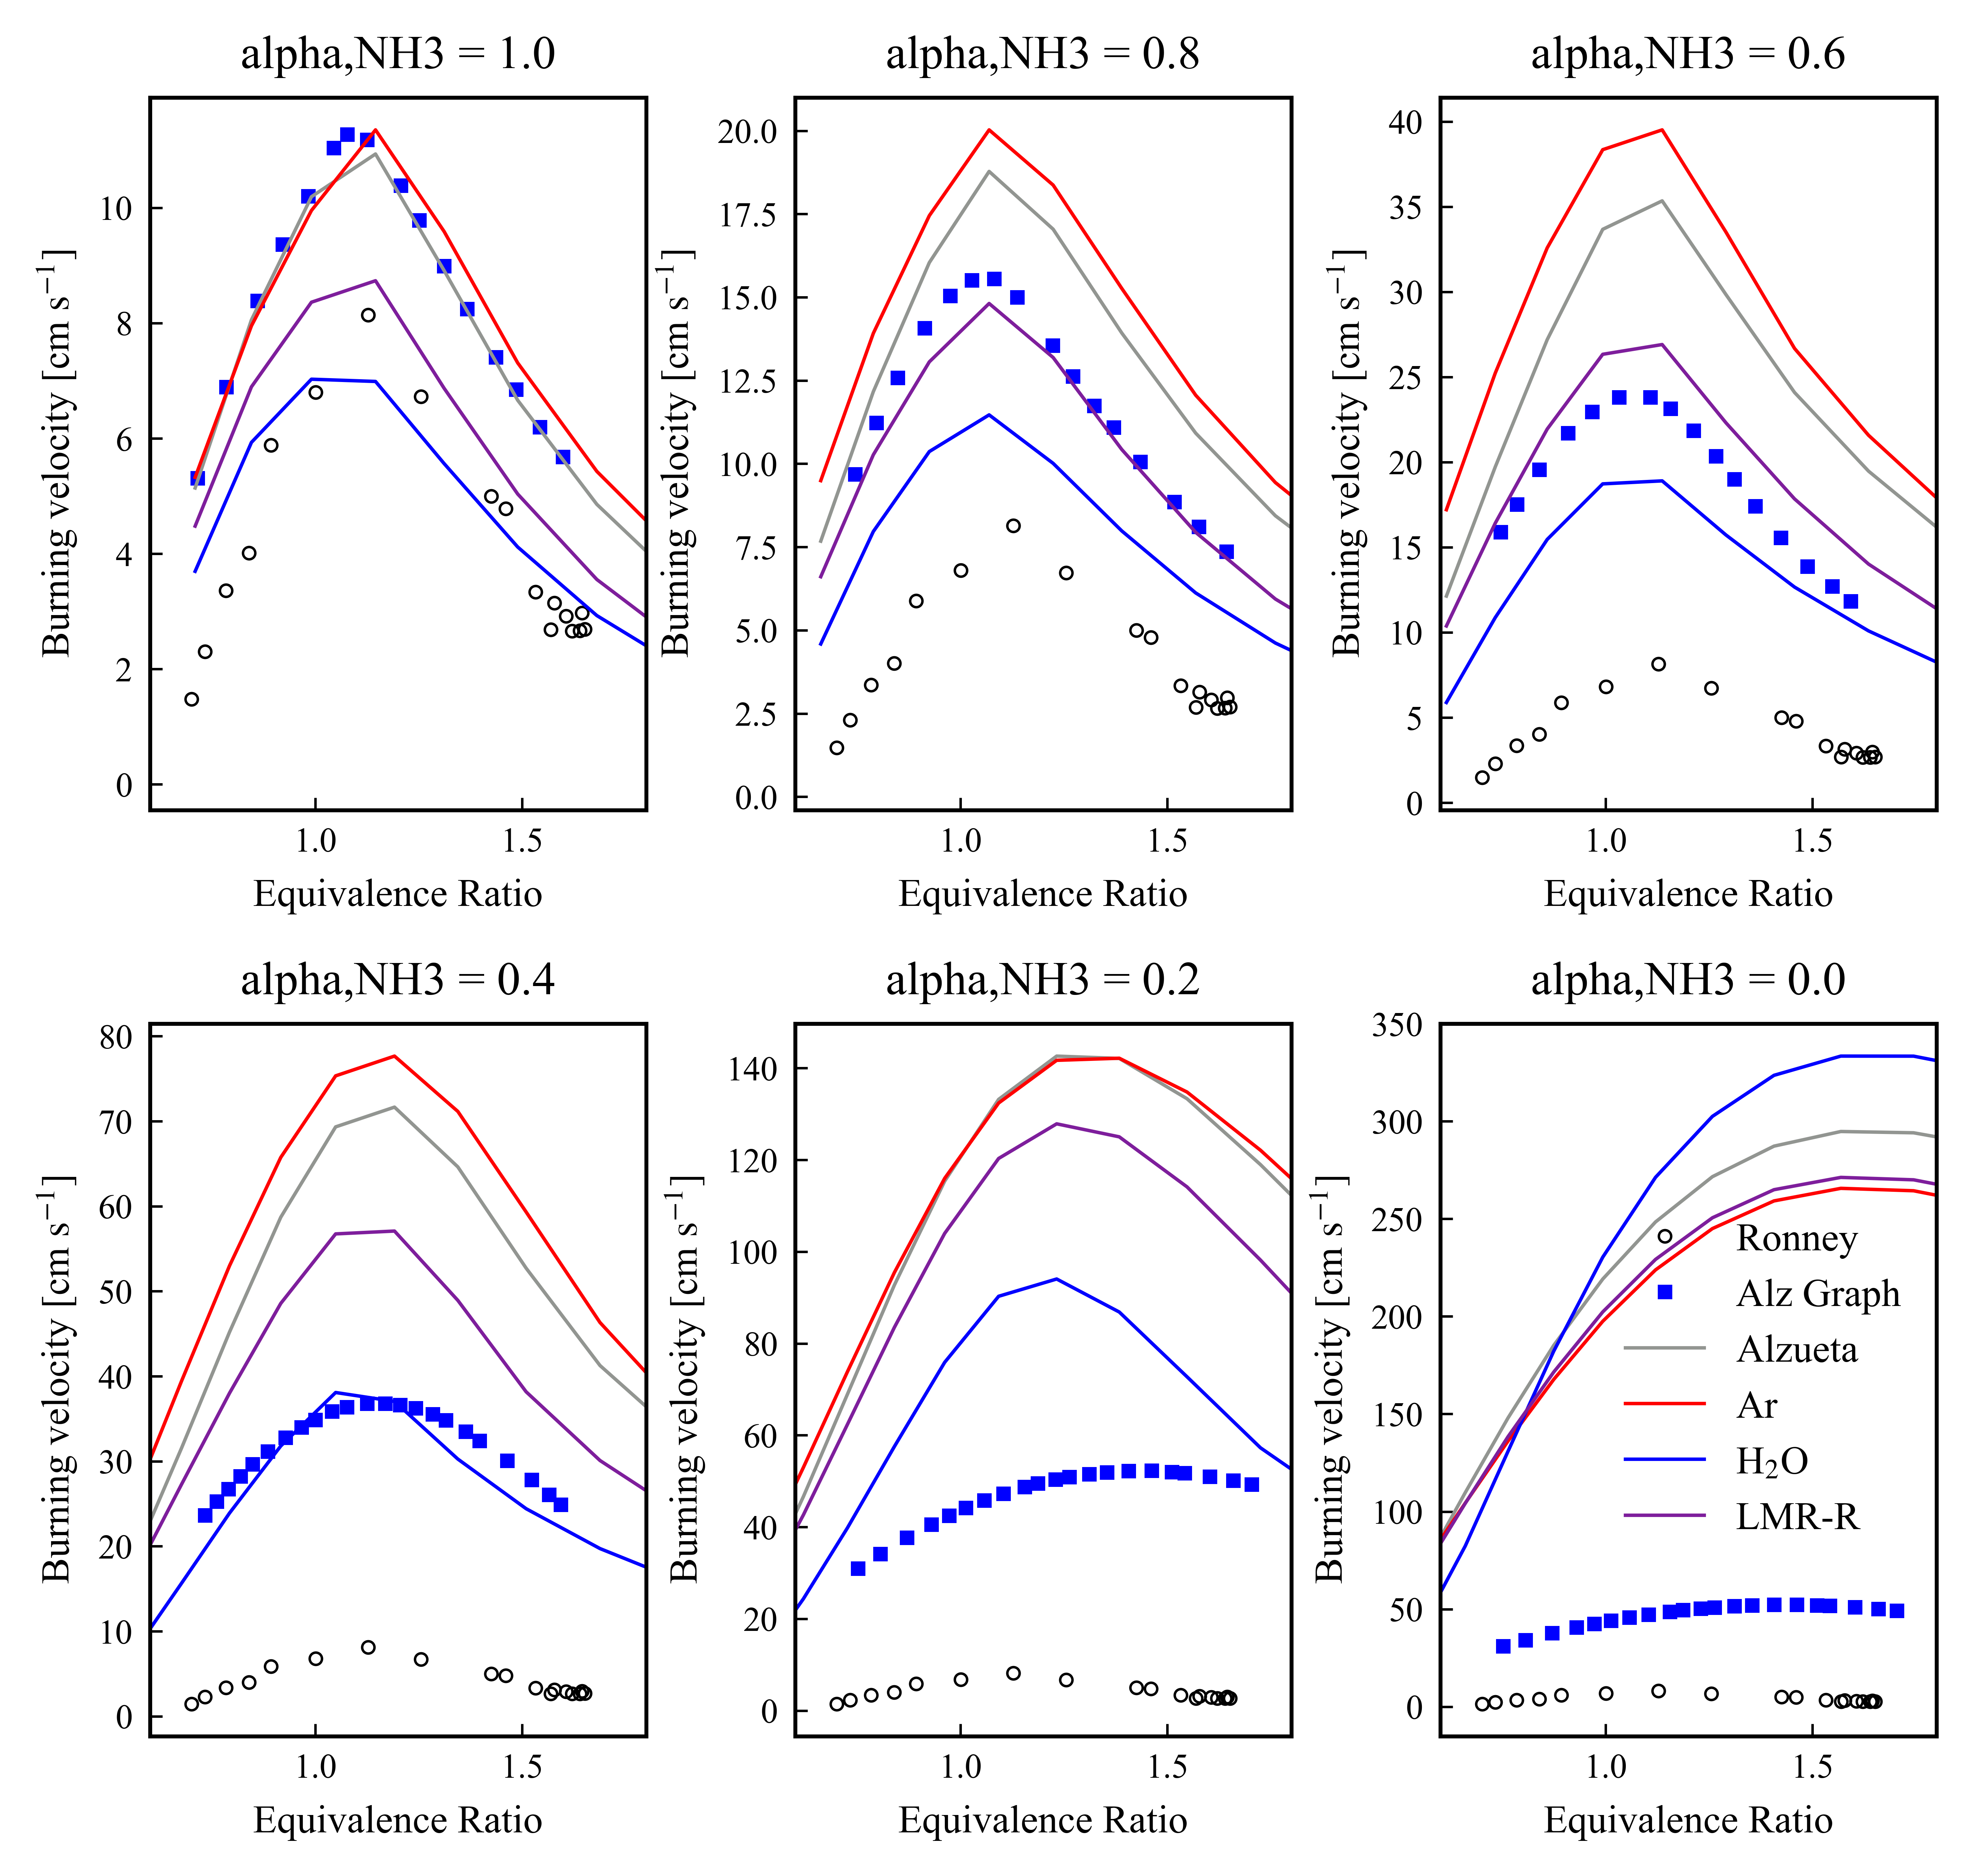 alpha,NH3 = 1.0
Burning velocity [cm s⁻¹]
10
8
6
4
2
0
1.0 1.5
Equivalence Ratio
alpha,NH3 = 0.8
Burning velocity [cm s⁻¹]
20.0
17.5
15.0
12.5
10.0
7.5
5.0
2.5
0.0
1.0 1.5
Equivalence Ratio
alpha,NH3 = 0.6
Burning velocity [cm s⁻¹]
40
35
30
25
20
15
10
5
0
1.0 1.5
Equivalence Ratio
alpha,NH3 = 0.4
Burning velocity [cm s⁻¹]
80
70
60
50
40
30
20
10
0
1.0 1.5
Equivalence Ratio
alpha,NH3 = 0.2
Burning velocity [cm s⁻¹]
140
120
100
80
60
40
20
0
1.0 1.5
Equivalence Ratio
alpha,NH3 = 0.0
Burning velocity [cm s⁻¹]
350
300
250
200
150
100
50
0
1.0 1.5
Equivalence Ratio
Ronney
Alz Graph
Alzueta
Ar
H₂O
LMR-R